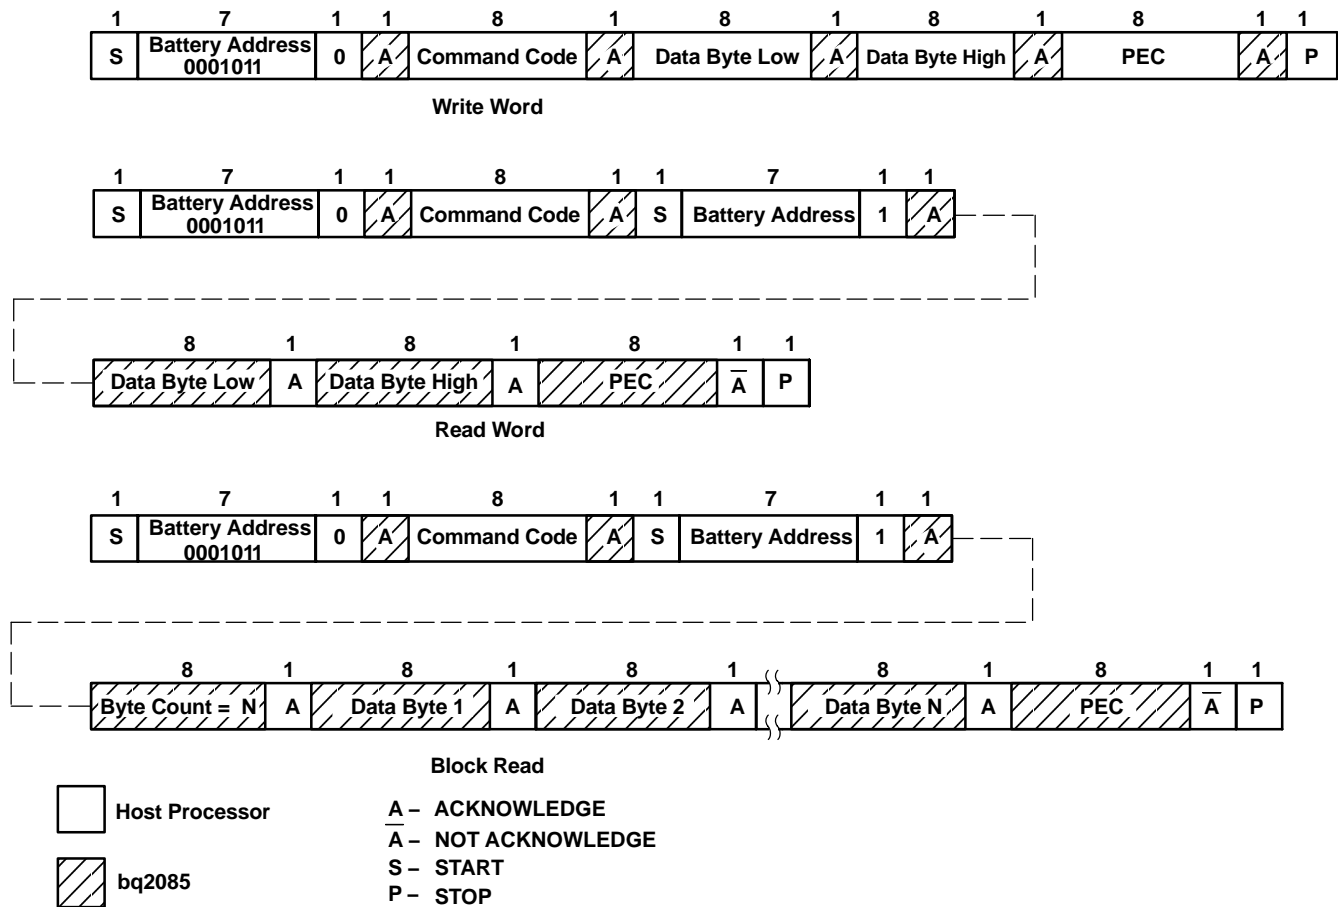 1 7 1 1 8 1 8 1 8 1 8 1 1
S Battery Address 0 A Command Code A Data Byte Low A Data Byte High A PEC A P
0001011
Write Word
1 7 1 1 8 1 1 7 1 1
S Battery Address 0 A Command Code A S Battery Address 1 A
0001011
8 1 8 1 8 1 1
Data Byte Low A Data Byte High A PEC A̅ P
Read Word
1 7 1 1 8 1 1 7 1 1
S Battery Address 0 A Command Code A S Battery Address 1 A
0001011
8 1 8 1 8 1 8 1 8 1 1
Byte Count = N A Data Byte 1 A Data Byte 2 A Data Byte N A PEC A̅ P
Block Read
Host Processor
bq2085
A – ACKNOWLEDGE
A̅ – NOT ACKNOWLEDGE
S – START
P – STOP